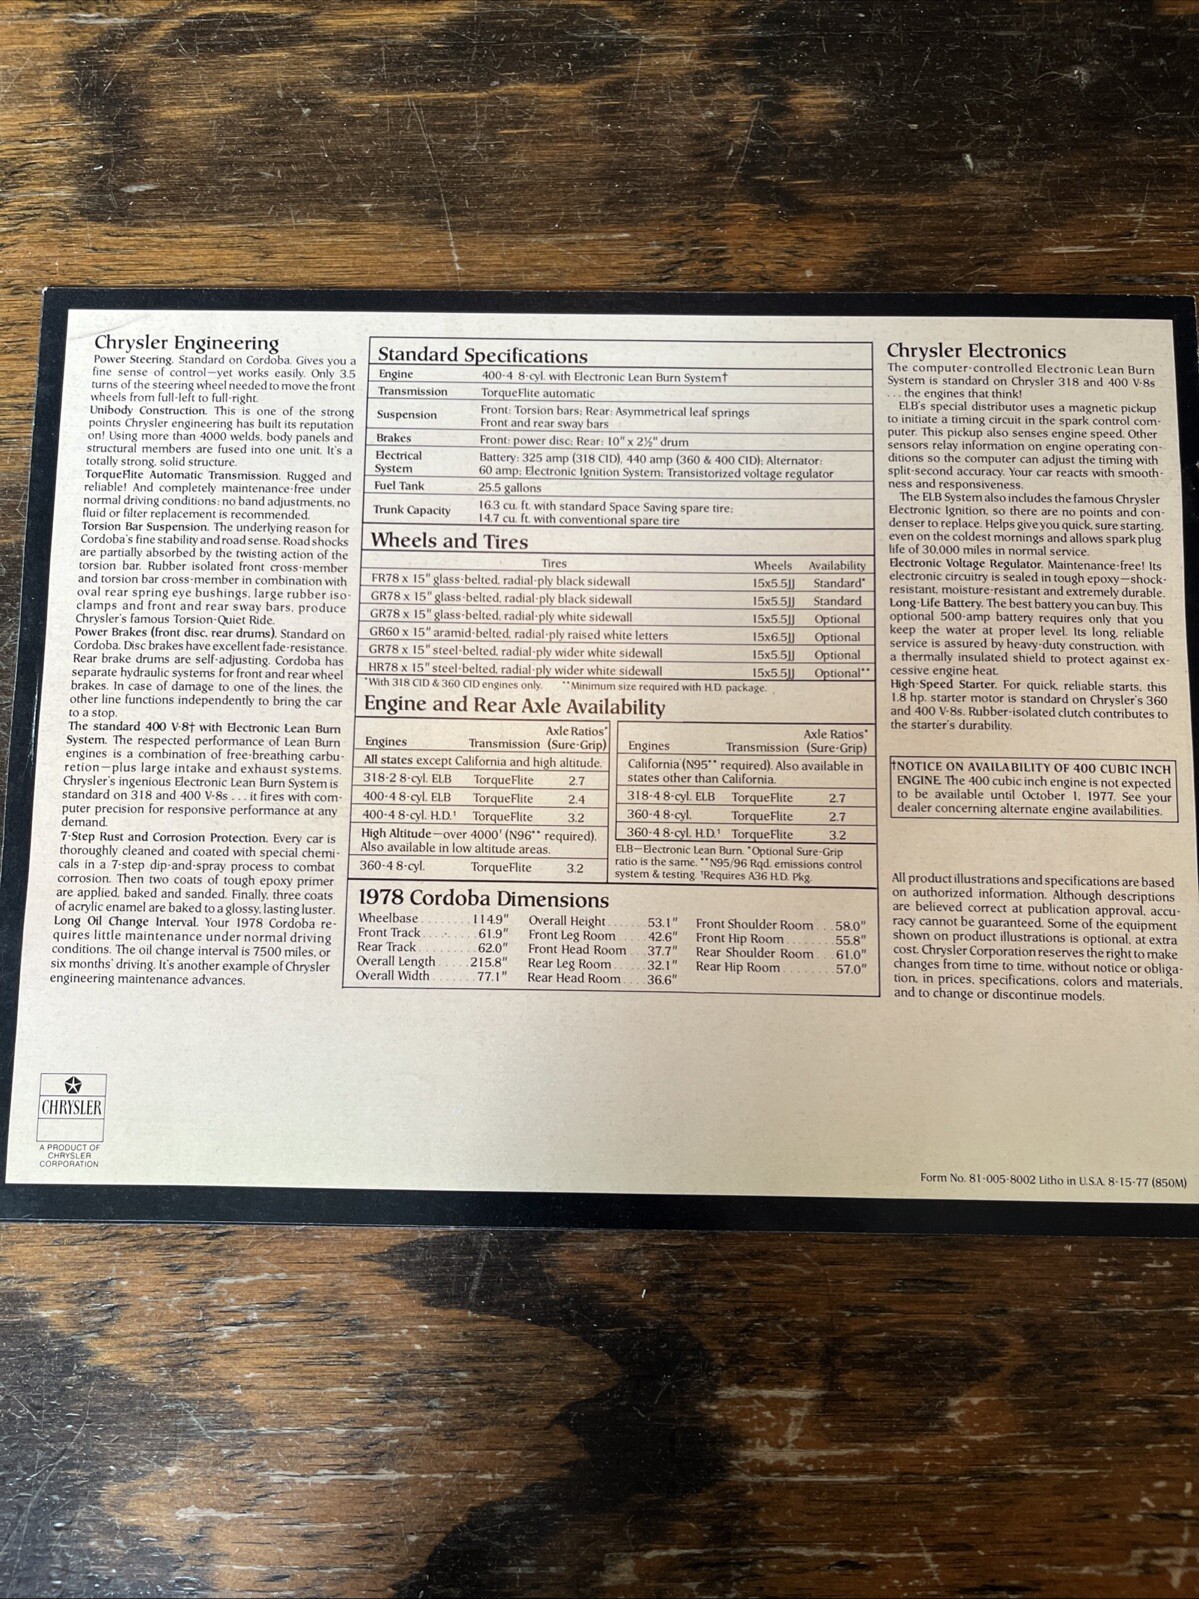 Chrysler Engineering
Power Steering. Standard on Cordoba. Gives you a
fine sense of control—yet works easily. Only 3.5
turns of the steering wheel needed to move the front
wheels from full-left to full-right.
Unibody Construction. This is one of the strong
points Chrysler engineering has built its reputation
on! Using more than 4000 welds, body panels and
structural members are fused into one unit. It's a
totally strong, solid structure.
TorqueFlite Automatic Transmission. Rugged and
reliable! And completely maintenance-free under
normal driving conditions; no band adjustments, no
fluid or filter replacement is recommended.
Torsion Bar Suspension. The underlying reason for
Cordoba's fine stability and road sense. Road shocks
are partially absorbed by the twisting action of the
torsion bar. Rubber isolated front cross-member
and torsion bar cross-member in combination with
oval rear spring eye bushings, large rubber iso-
clamps and front and rear sway bars, produce
Chrysler's famous Torsion-Quiet Ride.
Power Brakes (front disc, rear drums). Standard on
Cordoba. Disc brakes have excellent fade-resistance.
Rear brake drums are self-adjusting. Cordoba has
separate hydraulic systems for front and rear wheel
brakes. In case of damage to one of the lines, the
other line functions independently to bring the car
to a stop.
The standard 400 V-8† with Electronic Lean Burn
System. The respected performance of Lean Burn
engines is a combination of free-breathing carbu-
retion—plus large intake and exhaust systems.
Chrysler's ingenious Electronic Lean Burn System is
standard on 318 and 400 V-8s . . . it fires with com-
puter precision for responsive performance at any
demand.
7-Step Rust and Corrosion Protection. Every car is
thoroughly cleaned and coated with special chemi-
cals in a 7-step dip-and-spray process to combat
corrosion. Then two coats of tough epoxy primer
are applied, baked and sanded. Finally, three coats
of acrylic enamel are baked to a glossy, lasting luster.
Long Oil Change Interval. Your 1978 Cordoba re-
quires little maintenance under normal driving
conditions. The oil change interval is 7500 miles, or
six months' driving. It's another example of Chrysler
engineering maintenance advances.
Standard Specifications
Engine 400-4 8-cyl. with Electronic Lean Burn System†
Transmission TorqueFlite automatic
Suspension Front: Torsion bars; Rear: Asymmetrical leaf springs
Front and rear sway bars
Brakes Front: power disc; Rear: 10" x 2½" drum
Electrical System Battery: 325 amp (318 CID), 440 amp (360 & 400 CID); Alternator:
60 amp; Electronic Ignition System; Transistorized voltage regulator
Fuel Tank 25.5 gallons
Trunk Capacity 16.3 cu. ft. with standard Space Saving spare tire;
14.7 cu. ft. with conventional spare tire
Wheels and Tires
Tires Wheels Availability
FR78 x 15" glass-belted, radial-ply black sidewall 15x5.5JJ Standard*
GR78 x 15" glass-belted, radial-ply black sidewall 15x5.5JJ Standard
GR78 x 15" glass-belted, radial-ply white sidewall 15x5.5JJ Optional
GR60 x 15" aramid-belted, radial-ply raised white letters 15x6.5JJ Optional
GR78 x 15" steel-belted, radial-ply wider white sidewall 15x5.5JJ Optional
HR78 x 15" steel-belted, radial-ply wider white sidewall 15x5.5JJ Optional**
*With 318 CID & 360 CID engines only. **Minimum size required with H.D. package.
Engine and Rear Axle Availability
Engines Transmission Axle Ratios* (Sure-Grip)
All states except California and high altitude.
318-2 8-cyl. ELB TorqueFlite 2.7
400-4 8-cyl. ELB TorqueFlite 2.4
400-4 8-cyl. H.D.¹ TorqueFlite 3.2
High Altitude—over 4000' (N96** required).
Also available in low altitude areas.
360-4 8-cyl. TorqueFlite 3.2
Engines Transmission Axle Ratios* (Sure-Grip)
California (N95** required). Also available in
states other than California.
318-4 8-cyl. ELB TorqueFlite 2.7
360-4 8-cyl. TorqueFlite 2.7
360-4 8-cyl. H.D.¹ TorqueFlite 3.2
ELB—Electronic Lean Burn. *Optional Sure-Grip
ratio is the same. **N95/96 Rqd. emissions control
system & testing. ¹Requires A36 H.D. Pkg.
1978 Cordoba Dimensions
Wheelbase 114.9"
Front Track 61.9"
Rear Track 62.0"
Overall Length 215.8"
Overall Width 77.1"
Overall Height 53.1"
Front Leg Room 42.6"
Front Head Room 37.7"
Rear Leg Room 32.1"
Rear Head Room 36.6"
Front Shoulder Room 58.0"
Front Hip Room 55.8"
Rear Shoulder Room 61.0"
Rear Hip Room 57.0"
Chrysler Electronics
The computer-controlled Electronic Lean Burn
System is standard on Chrysler 318 and 400 V-8s
. . . the engines that think!
ELB's special distributor uses a magnetic pickup
to initiate a timing circuit in the spark control com-
puter. This pickup also senses engine speed. Other
sensors relay information on engine operating con-
ditions so the computer can adjust the timing with
split-second accuracy. Your car reacts with smooth-
ness and responsiveness.
The ELB System also includes the famous Chrysler
Electronic Ignition, so there are no points and con-
denser to replace. Helps give you quick, sure starting,
even on the coldest mornings and allows spark plug
life of 30,000 miles in normal service.
Electronic Voltage Regulator. Maintenance-free! Its
electronic circuitry is sealed in tough epoxy—shock-
resistant, moisture-resistant and extremely durable.
Long-Life Battery. The best battery you can buy. This
optional 500-amp battery requires only that you
keep the water at proper level. Its long, reliable
service is assured by heavy-duty construction, with
a thermally insulated shield to protect against ex-
cessive engine heat.
High-Speed Starter. For quick, reliable starts, this
1.8 hp. starter motor is standard on Chrysler's 360
and 400 V-8s. Rubber-isolated clutch contributes to
the starter's durability.
†NOTICE ON AVAILABILITY OF 400 CUBIC INCH
ENGINE. The 400 cubic inch engine is not expected
to be available until October 1, 1977. See your
dealer concerning alternate engine availabilities.
All product illustrations and specifications are based
on authorized information. Although descriptions
are believed correct at publication approval, accu-
racy cannot be guaranteed. Some of the equipment
shown on product illustrations is optional, at extra
cost. Chrysler Corporation reserves the right to make
changes from time to time, without notice or obliga-
tion, in prices, specifications, colors and materials,
and to change or discontinue models.
CHRYSLER
A PRODUCT OF
CHRYSLER
CORPORATION
Form No. 81-005-8002 Litho in U.S.A. 8-15-77 (850M)